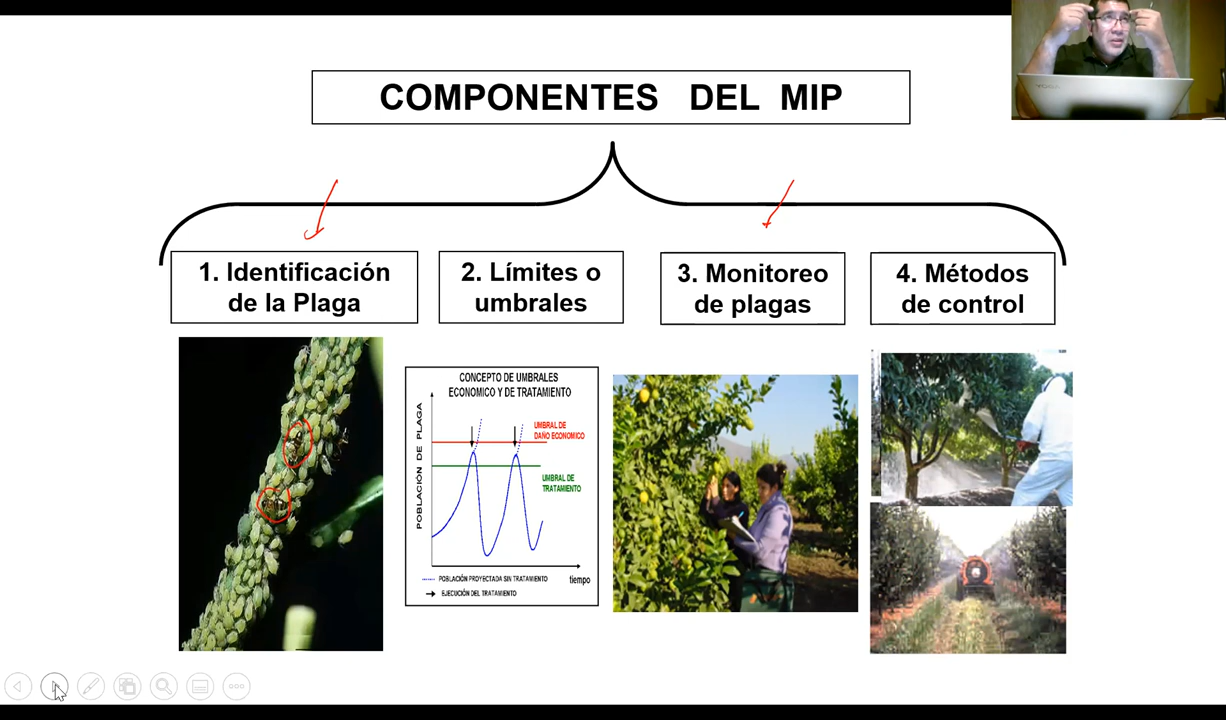 COMPONENTES DEL MIP
1. Identificación
de la Plaga
2. Límites o
umbrales
3. Monitoreo
de plagas
4. Métodos
de control
CONCEPTO DE UMBRALES
ECONOMICO Y DE TRATAMIENTO
POBLACIÓN DE PLAGA
UMBRAL DE
DAÑO ECONOMICO
UMBRAL DE
TRATAMIENTO
POBLACIÓN PROYECTADA SIN TRATAMIENTO
tiempo
EJECUCIÓN DEL TRATAMIENTO